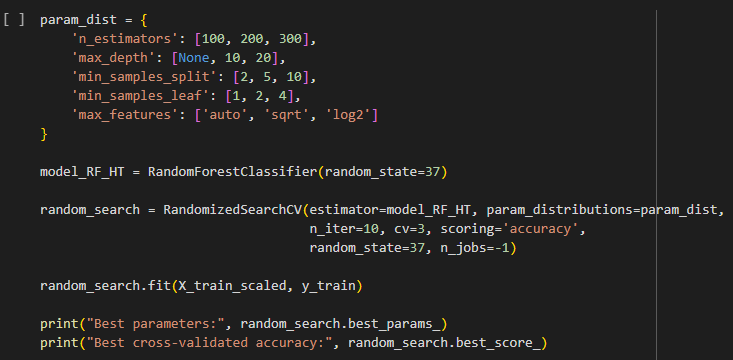 [ ] param_dist = {
    'n_estimators': [100, 200, 300],
    'max_depth': [None, 10, 20],
    'min_samples_split': [2, 5, 10],
    'min_samples_leaf': [1, 2, 4],
    'max_features': ['auto', 'sqrt', 'log2']
}
model_RF_HT = RandomForestClassifier(random_state=37)
random_search = RandomizedSearchCV(estimator=model_RF_HT, param_distributions=param_dist,
                                   n_iter=10, cv=3, scoring='accuracy',
                                   random_state=37, n_jobs=-1)
random_search.fit(X_train_scaled, y_train)
print("Best parameters:", random_search.best_params_)
print("Best cross-validated accuracy:", random_search.best_score_)